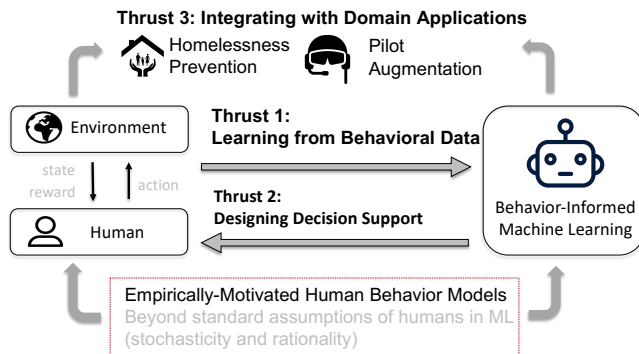 Thrust 3: Integrating with Domain Applications
Homelessness
Prevention
Pilot
Augmentation
Environment
Thrust 1:
Learning from Behavioral Data
state
reward
action
Thrust 2:
Designing Decision Support
Human
Behavior-Informed
Machine Learning
Empirically-Motivated Human Behavior Models
Beyond standard assumptions of humans in ML
(stochasticity and rationality)